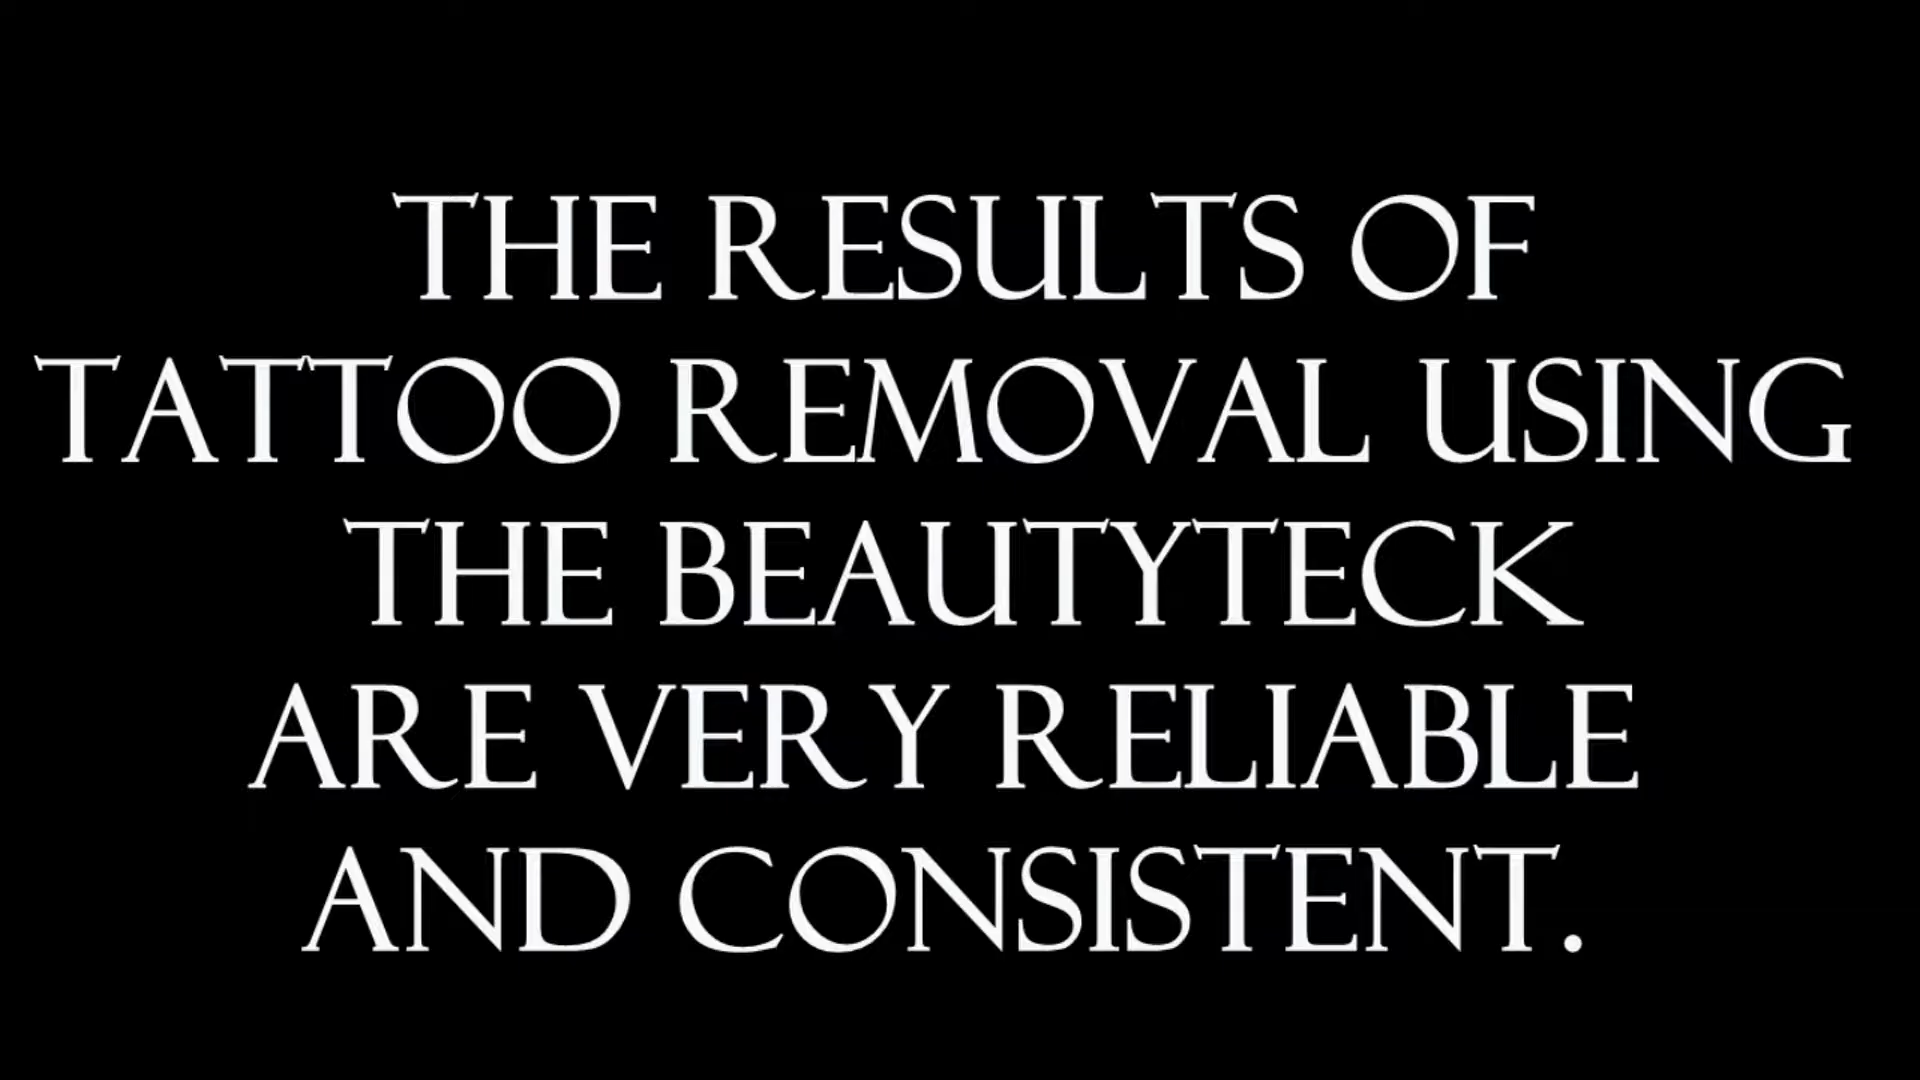 THE RESULTS OF
TATTOO REMOVAL USING
THE BEAUTYTECK
ARE VERY RELIABLE
AND CONSISTENT.